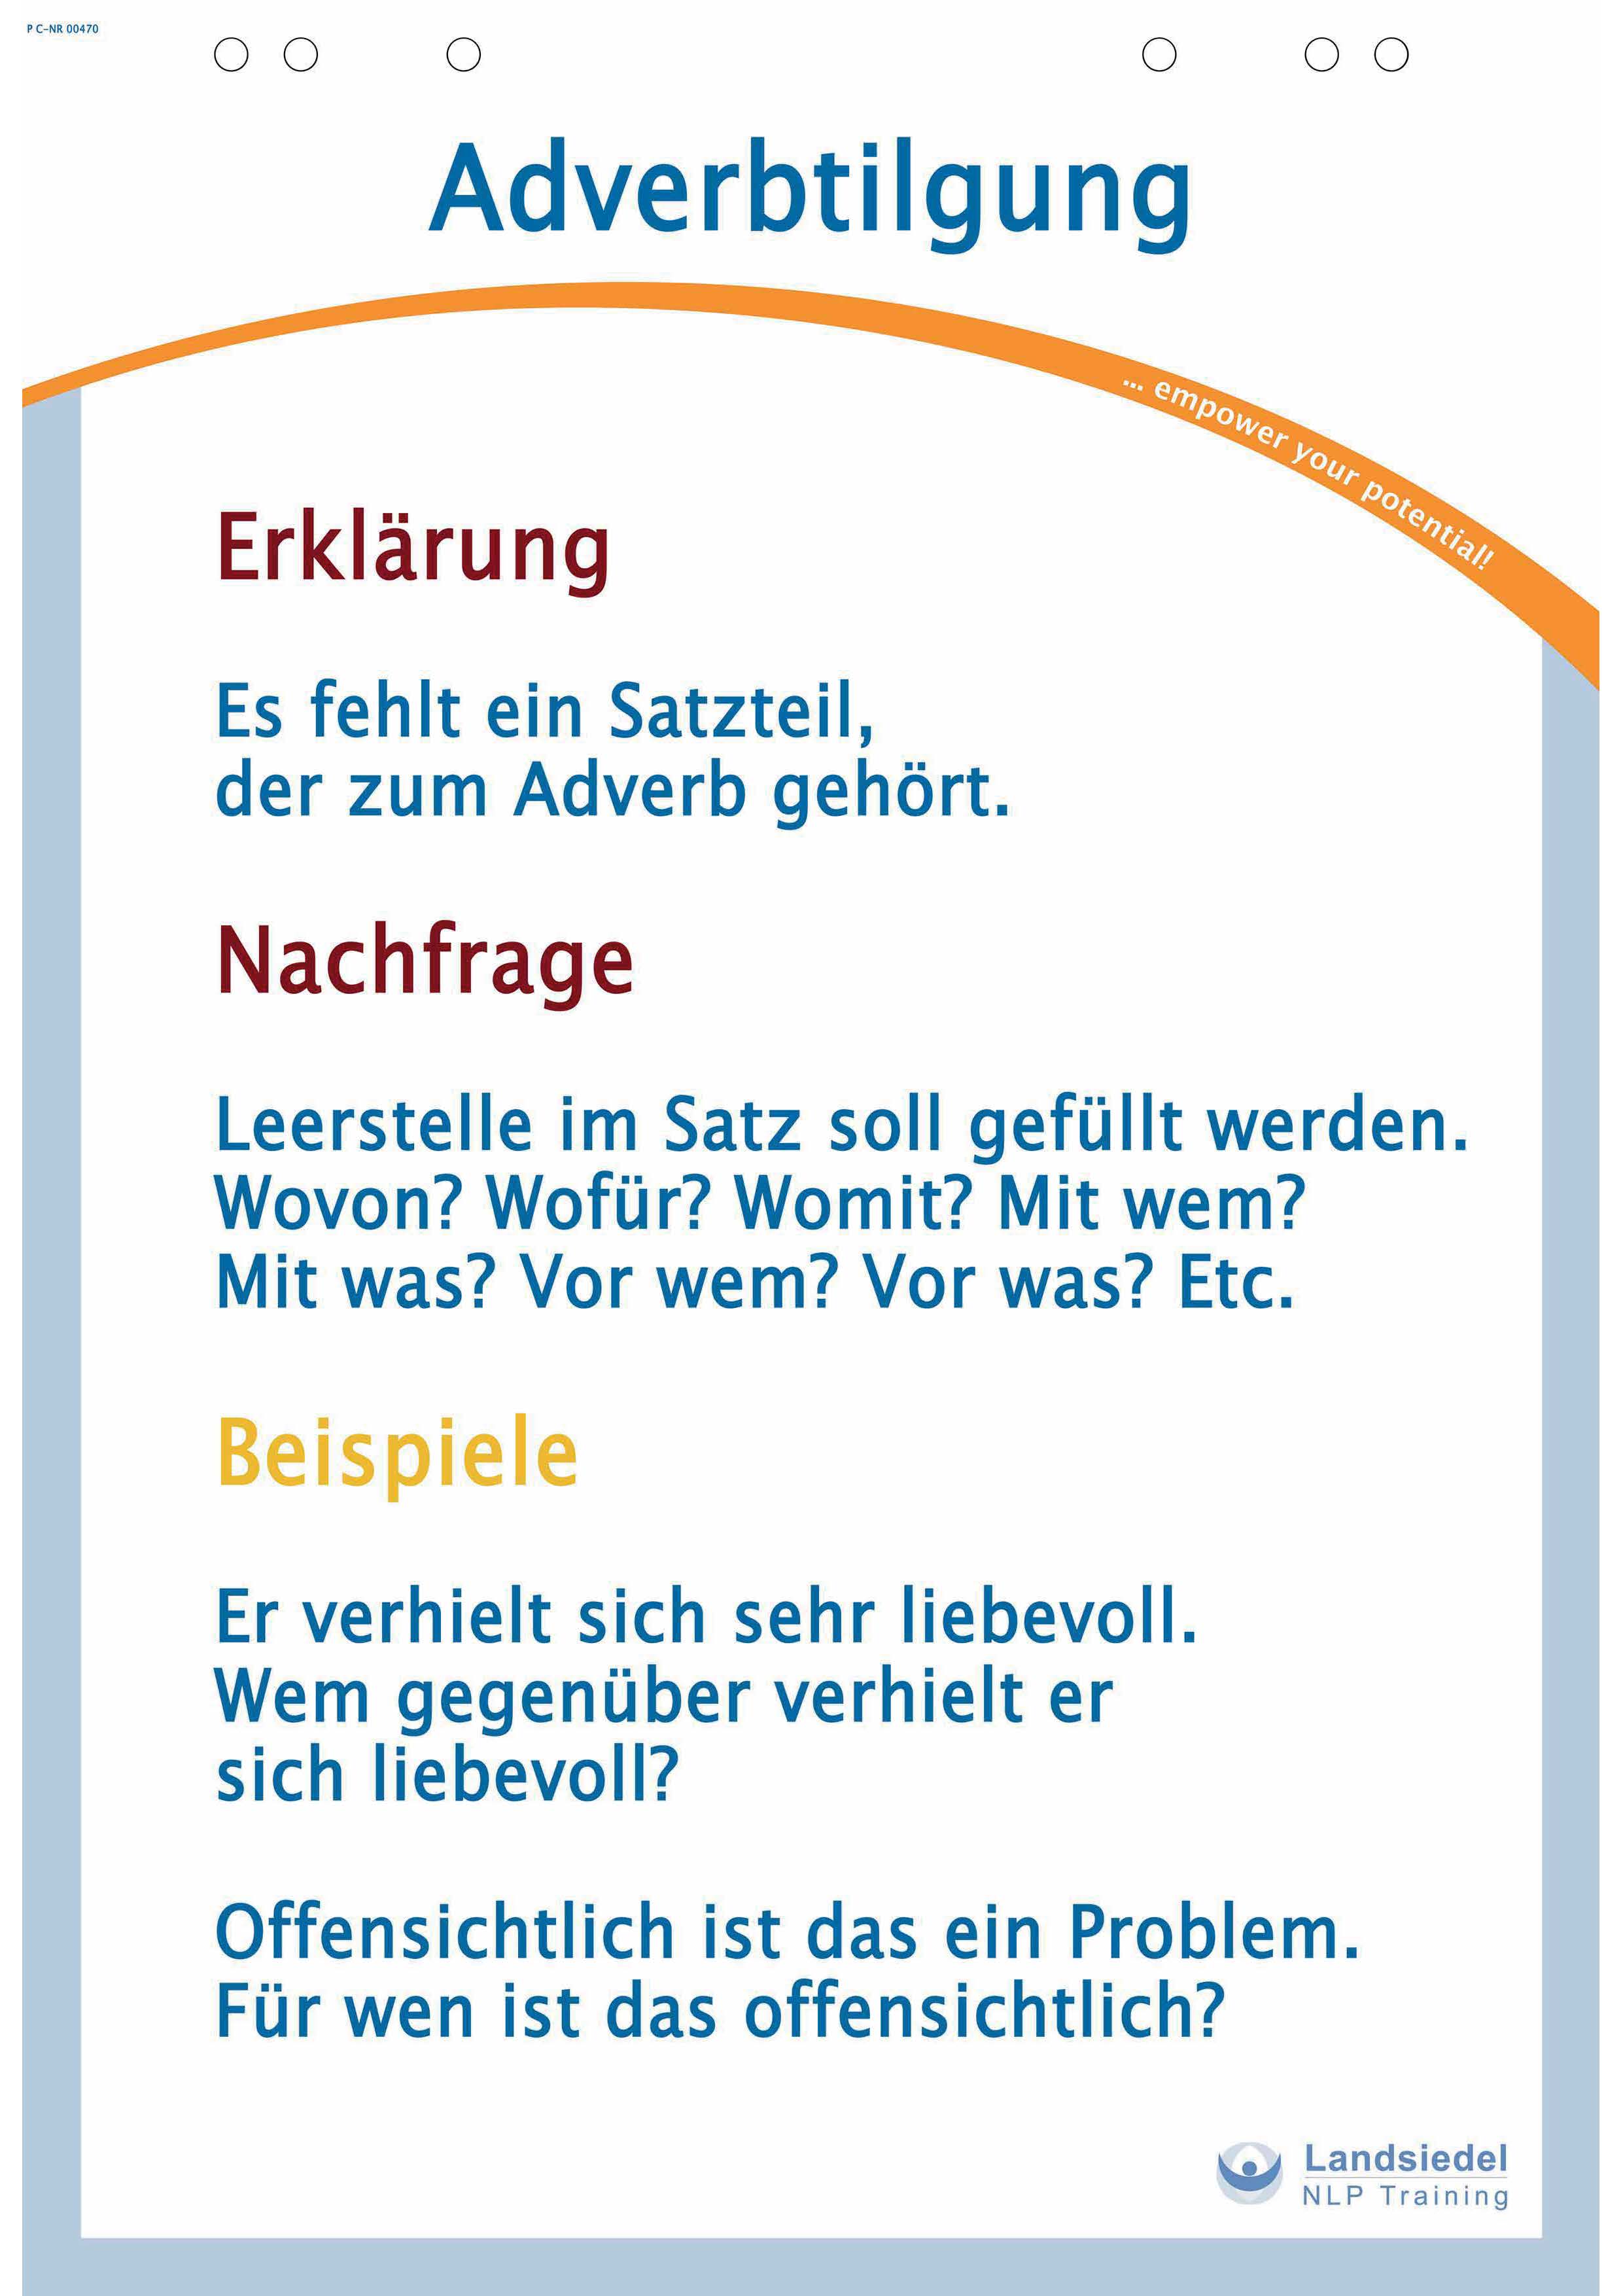 P C-NR 00470
Adverbtilgung
... empower your potential!
Erklärung
Es fehlt ein Satzteil,
der zum Adverb gehört.
Nachfrage
Leerstelle im Satz soll gefüllt werden.
Wovon? Wofür? Womit? Mit wem?
Mit was? Vor wem? Vor was? Etc.
Beispiele
Er verhielt sich sehr liebevoll.
Wem gegenüber verhielt er
sich liebevoll?
Offensichtlich ist das ein Problem.
Für wen ist das offensichtlich?
Landsiedel
NLP Training